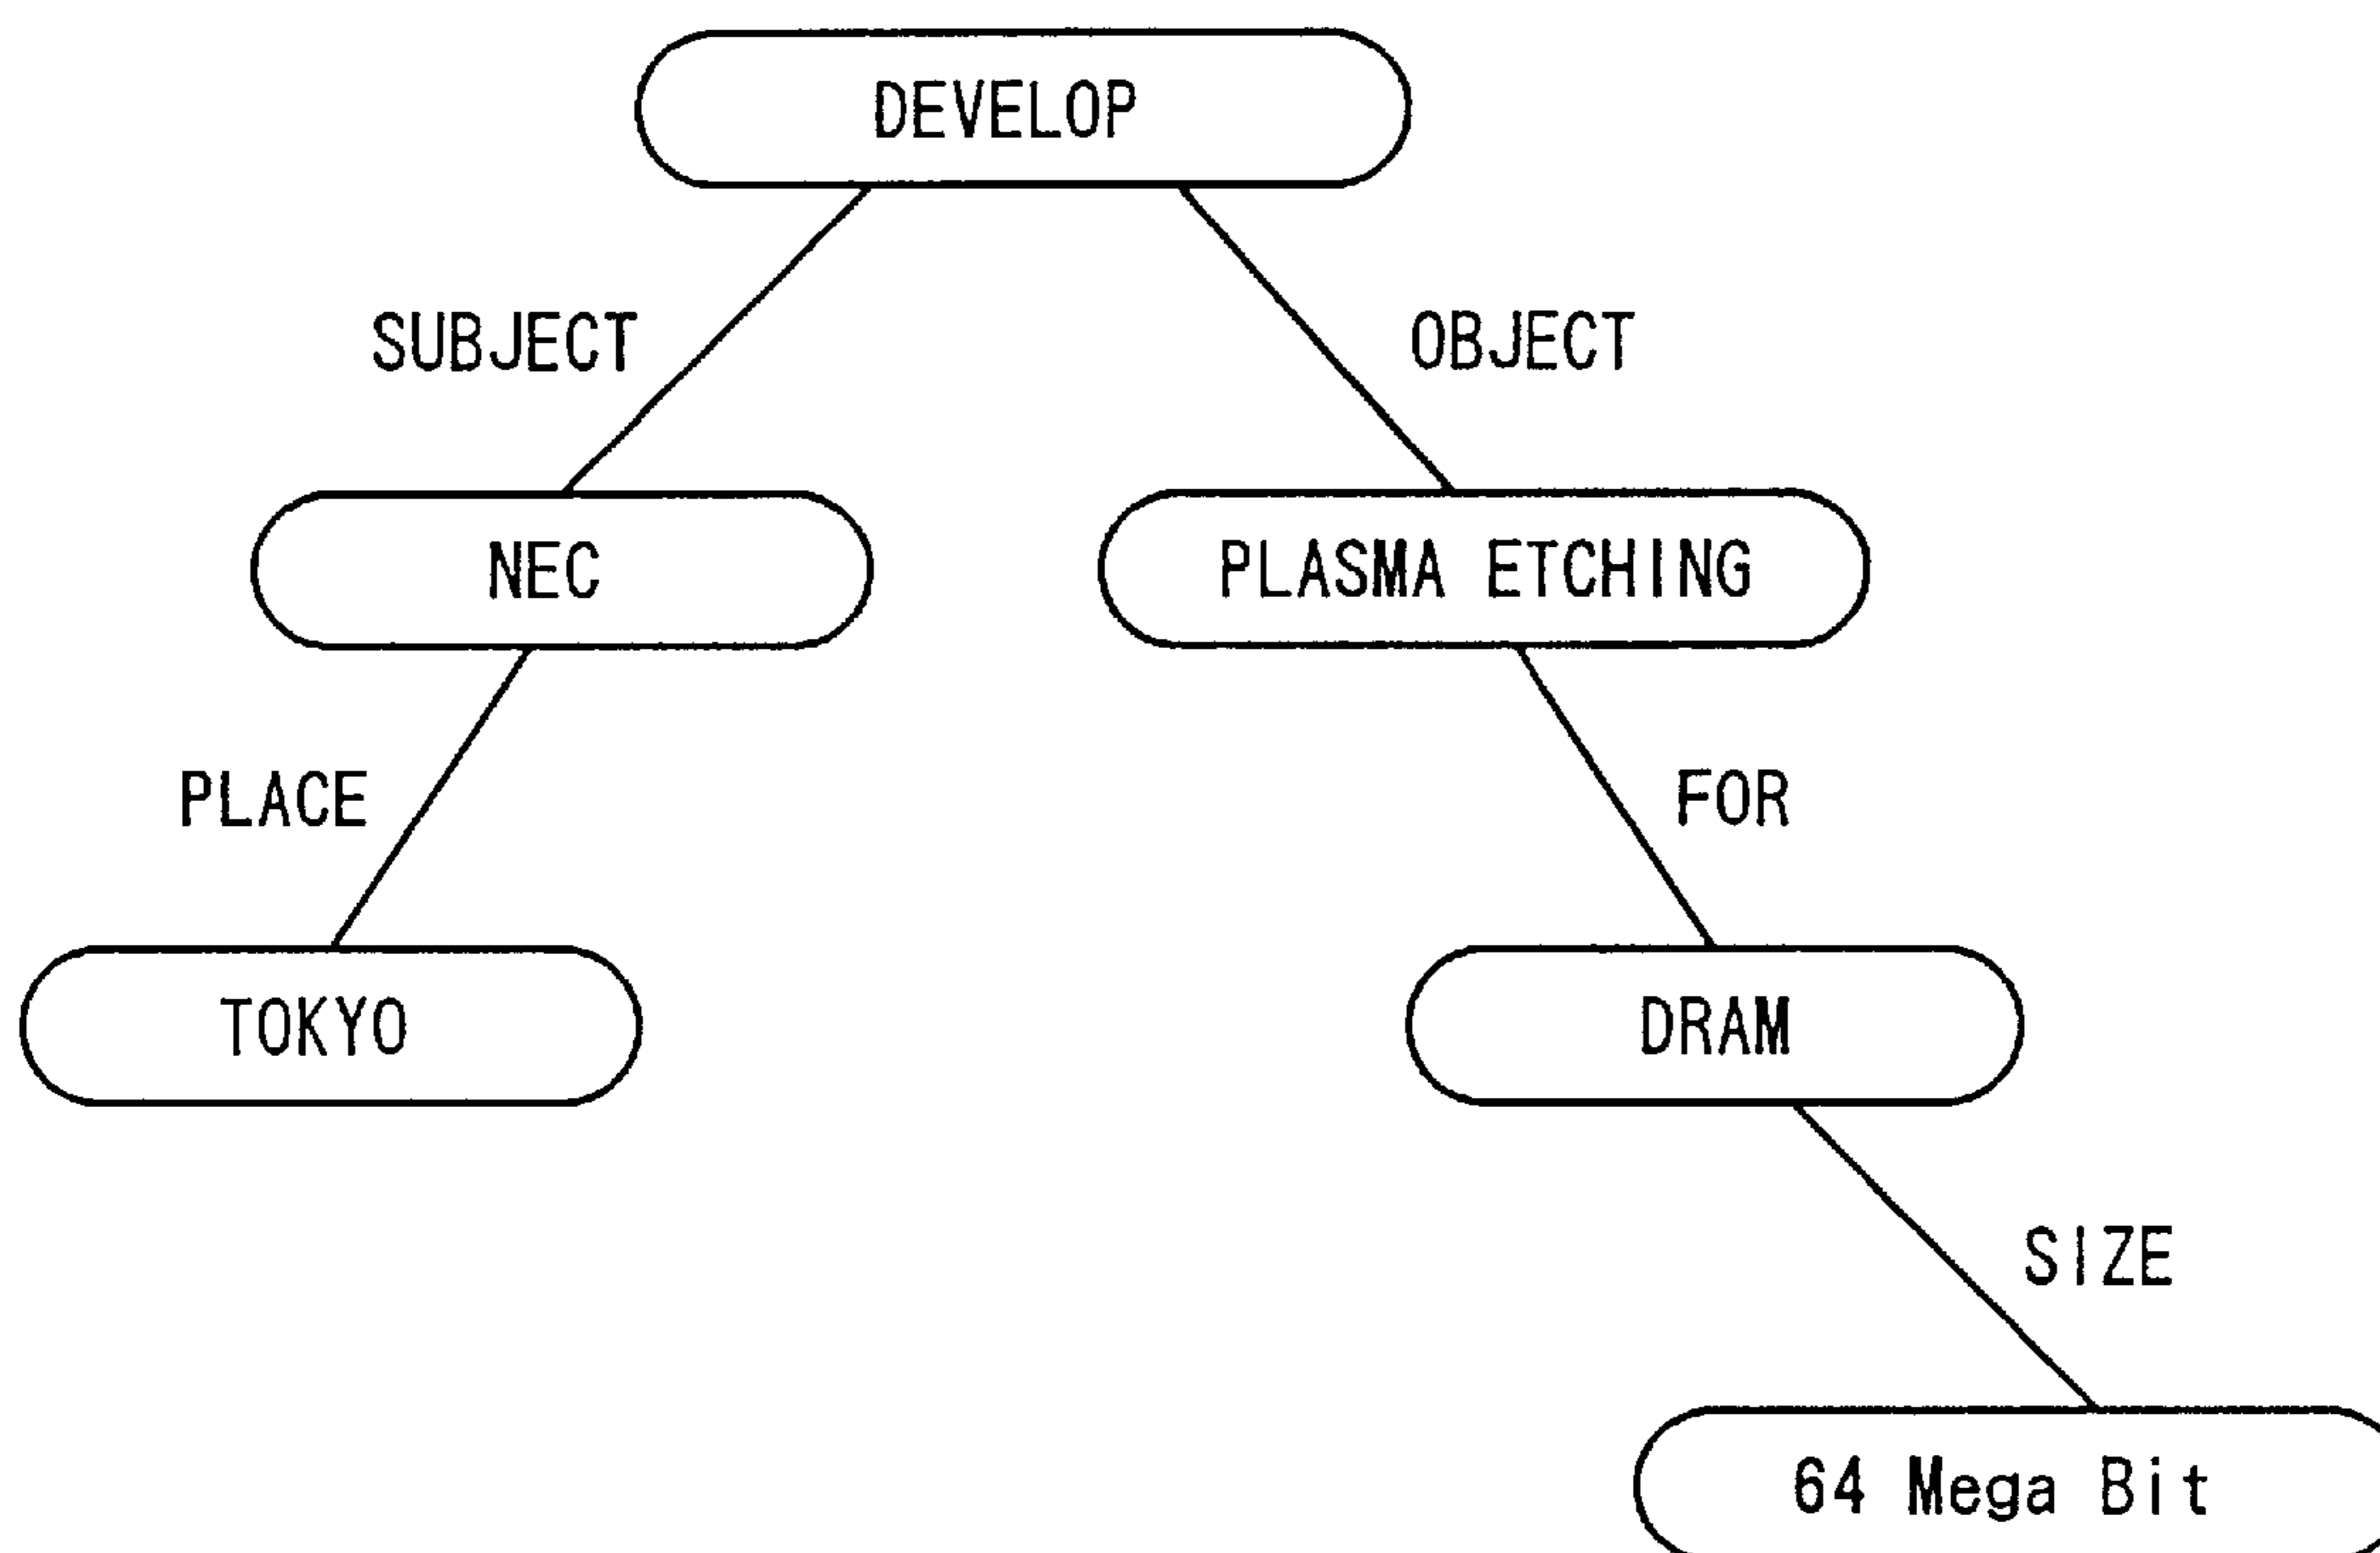 DEVELOP
SUBJECT OBJECT
NEC PLASMA ETCHING
PLACE FOR
TOKYO DRAM
SIZE
64 Mega Bit